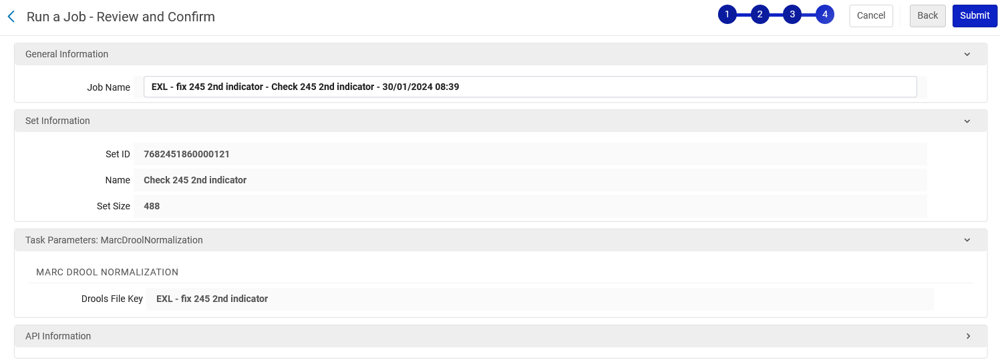 Run a Job - Review and Confirm
1 2 3 4
Cancel Back Submit
General Information
Job Name EXL - fix 245 2nd indicator - Check 245 2nd indicator - 30/01/2024 08:39
Set Information
Set ID 7682451860000121
Name Check 245 2nd indicator
Set Size 488
Task Parameters: MarcDroolNormalization
MARC DROOL NORMALIZATION
Drools File Key EXL - fix 245 2nd indicator
API Information